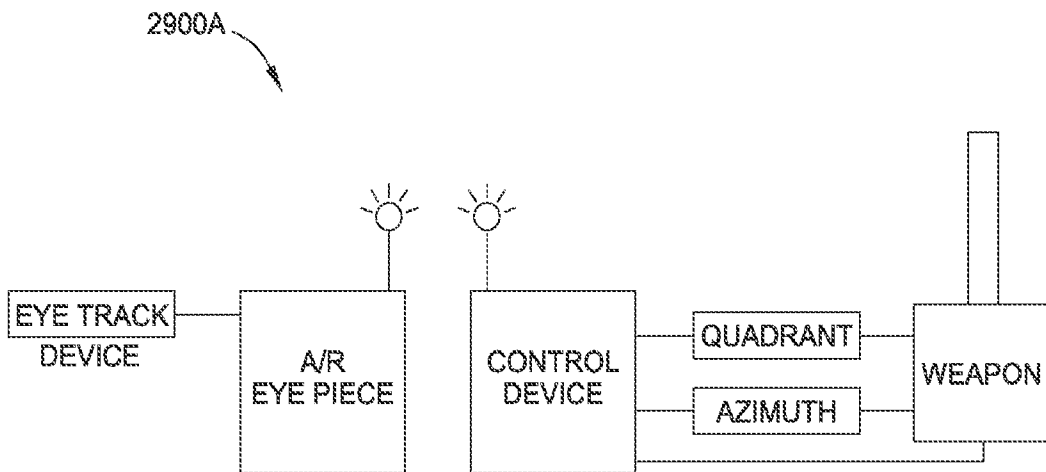 2900A
EYE TRACK
DEVICE
A/R
EYE PIECE
CONTROL
DEVICE
QUADRANT
AZIMUTH
WEAPON